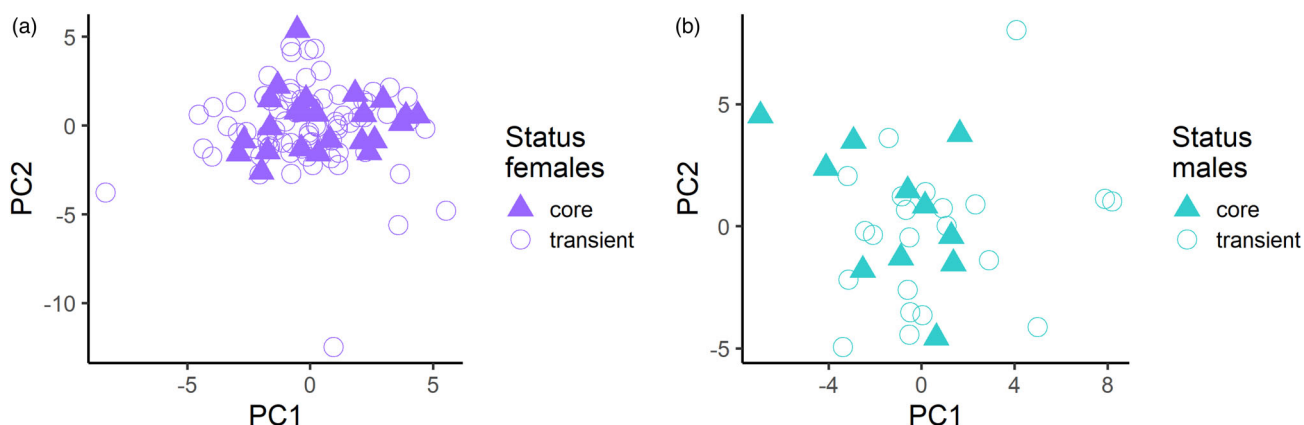 (a)
5
0
-5
-10
PC2
-5
0
5
PC1
Status
females
core
transient
(b)
5
0
-5
PC2
-4
0
4
8
PC1
Status
males
core
transient